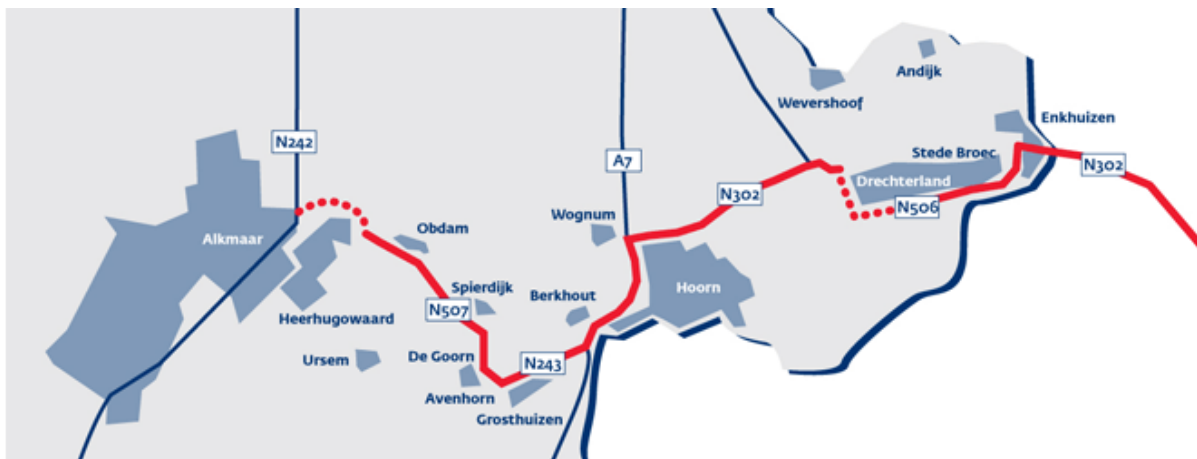 Andijk
Wevershoof
Enkhuizen
N242
Stede Broec
A7
N302
Drechterland
N302
N506
Wognum
Obdam
Alkmaar
Spierdijk
Berkhout
Hoorn
N507
Heerhugowaard
Ursem
De Goorn
N243
Avenhorn
Grosthuizen